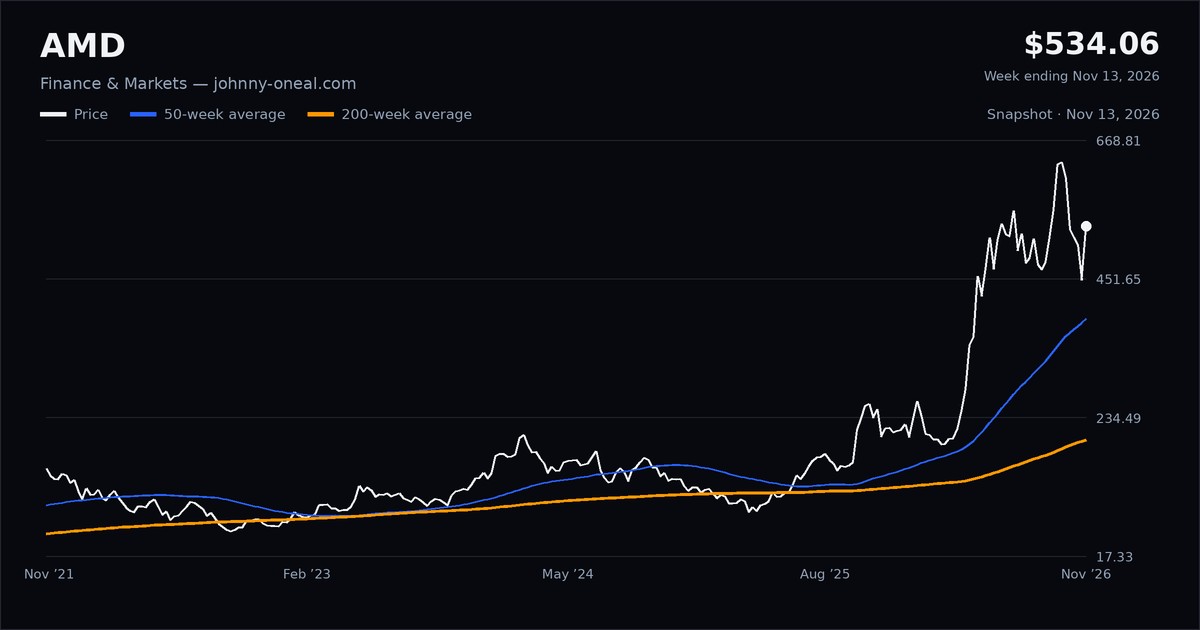 AMD
$534.06
Finance & Markets — johnny-oneal.com
Week ending Nov 13, 2026
Price
50-week average
200-week average
Snapshot · Nov 13, 2026
668.81
451.65
234.49
17.33
Nov ’21
Feb ’23
May ’24
Aug ’25
Nov ’26